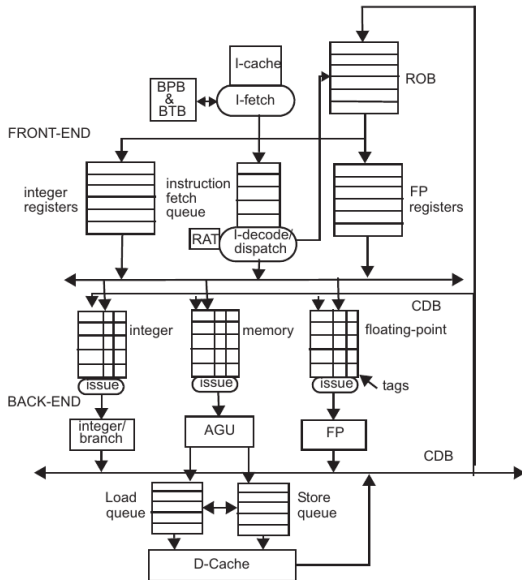 I-cache
BPB
&
BTB
I-fetch
ROB
FRONT-END
integer
registers
instruction
fetch
queue
FP
registers
RAT
I-decode/
dispatch
CDB
integer
memory
floating-point
issue
issue
issue
tags
BACK-END
integer/
branch
AGU
FP
CDB
Load
queue
Store
queue
D-Cache